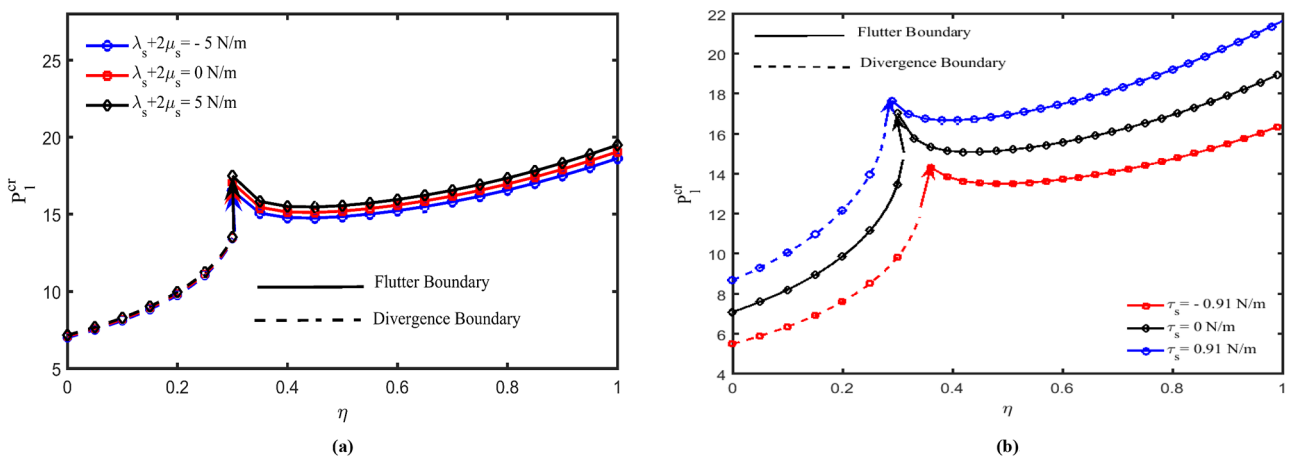 λs+2μs= - 5 N/m
λs+2μs= 0 N/m
λs+2μs= 5 N/m
25
20
15
10
5
P1cr
Flutter Boundary
Divergence Boundary
0 0.2 0.4 0.6 0.8 1
η
(a)
Flutter Boundary
Divergence Boundary
22
20
18
16
14
12
10
8
6
4
P1cr
τs= - 0.91 N/m
τs= 0 N/m
τs= 0.91 N/m
0 0.2 0.4 0.6 0.8 1
η
(b)